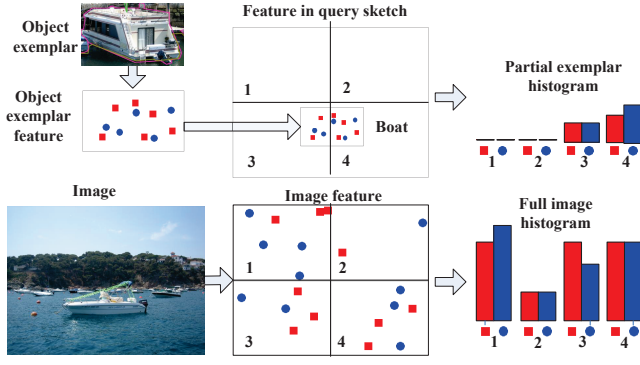 Object
exemplar
Feature in query sketch
Partial exemplar
histogram
Object
exemplar
feature
1
2
Boat
3
4
1
2
3
4
Image
Image feature
Full image
histogram
1
2
3
4
1
2
3
4